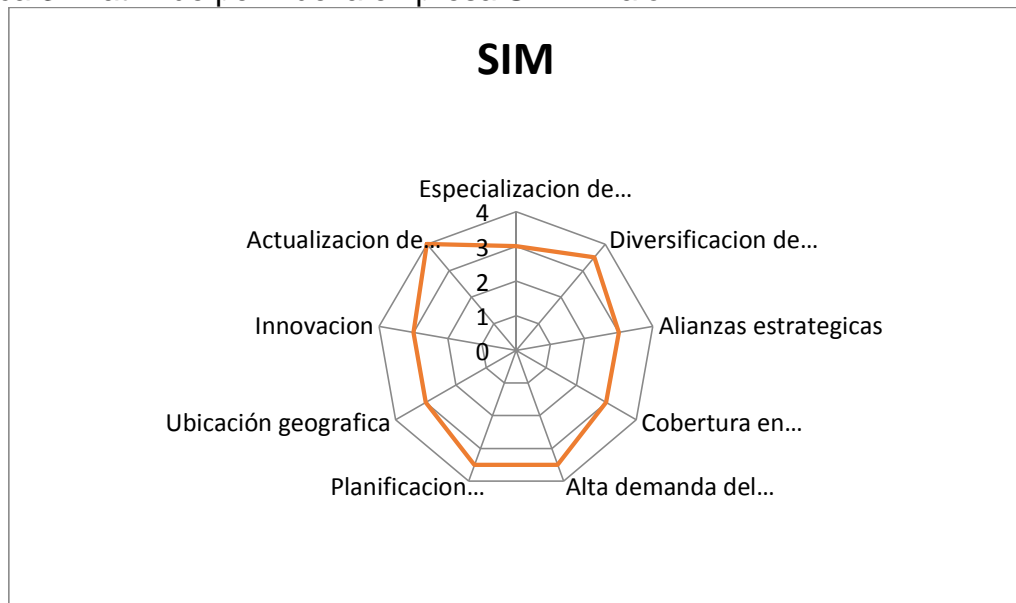 SIM
Especializacion de...
4
Actualizacion de...
3
Diversificacion de...
2
Innovacion
1
Alianzas estrategicas
0
Ubicación geografica
Cobertura en...
Planificacion...
Alta demanda del...